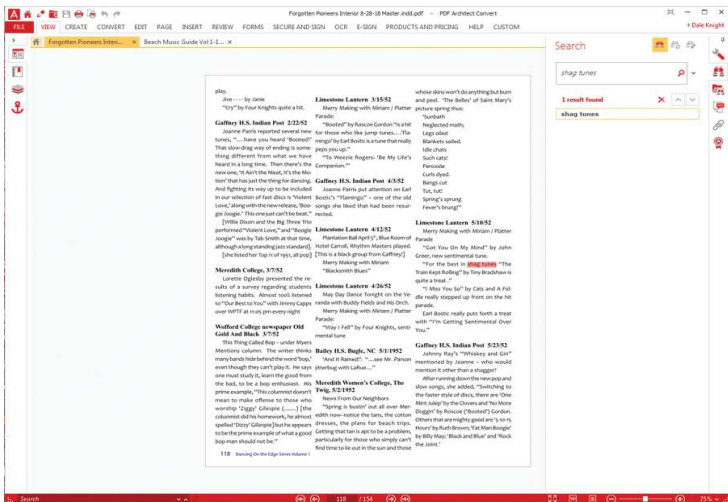 Forgotten Pioneers Interior 8-28-18 Master.indd.pdf - PDF Architect Convert
FILE VIEW CREATE CONVERT EDIT PAGE INSERT REVIEW FORMS SECURE AND SIGN OCR E-SIGN PRODUCTS AND PRICING HELP CUSTOM
Dale Knight
Forgotten Pioneers Interi... × Beach Music Guide Vol 1-1... ×
play.
Jive - - - - by Janie
"Cry" by Four Knights quite a hit.
Gaffney H.S. Indian Post 2/22/52
Joanne Parris reported several new
tunes, "....have you heard "Booted?"
That slow-drag way of ending is some-
thing different from what we have
heard in a long time. Then there's the
new one, 'It Ain't the Meat, It's the Mo-
tion' that has just the thing for dancing.
And fighting its way up to be included
in our selection of fast discs is 'Violent
Love,' along with the new release, 'Boo-
gie Joogie.' This one just can't be beat."
[Willie Dixon and the Big Three Trio
performed "Violent Love," and "Boogie
Joogie" was by Tab Smith at that time,
although a long standing jazz standard].
[she listed her Top 11 of 1951, all pop]
Meredith College, 3/7/52
Lorette Oglesby presented the re-
sults of a survey regarding students
listening habits. Almost 100% listened
to "Our Best to You" with Jimmy Capps
over WPTF at 11:05 pm every night
Wofford College newspaper Old
Gold And Black 3/7/52
This Thing Called Bop – under Myers
Mentions column. The writer thinks
many bands hide behind the word 'bop,'
even though they can't play it. He says
one must study it, learn the good from
the bad, to be a bop enthusiast. His
prime example, "This columnist doesn't
mean to make offense to those who
worship 'Ziggy' Gilespie (.......) [the
columnist did his homework, he almost
spelled 'Dizzy' Gillespie] but he appears
to be the prime example of what a good
bop man should not be."
Limestone Lantern 3/15/52
Merry Making with Miriam / Platter
Parade:
"Booted" by Roscoe Gordon "is a hit
for those who like jump tunes....'Fla-
mingo' by Earl Bostic is a tune that really
peps you up."
"To Weezie Rogers: 'Be My Life's
Companion.'"
Gaffney H.S. Indian Post 4/3/52
Joanne Parris put attention on Earl
Bostic's "Flamingo" – one of the old
songs she liked that had been resur-
rected.
Limestone Lantern 4/12/52
Plantation Ball April 5th, Blue Room of
Hotel Carroll, Rhythm Masters played.
[This is a black group from Gaffney!]
Merry Making with Miriam
"Blacksmith Blues"
Limestone Lantern 4/26/52
May Day Dance Tonight on the Ve-
randa with Buddy Fields and His Orch.
Merry Making with Miriam / Platter
Parade:
"Way I Fell" by Four Knights, senti-
mental tune
Bailey H.S. Bugle, NC 5/1/1952
'And it Rained": "....see Mr. Parson
jitterbug with LaRue..."
Meredith Women's College, The
Twig, 5/2/1952
News From Our Neighbors
"Spring is bustin' out all over Mer-
edith now–notice the tans, the cotton
dresses, the plans for beach trips.
Getting that tan is apt to be a problem,
particularly for those who simply can't
find time to lie out in the sun and those
whose skins won't do anything but burn
and peel. 'The Belles' of Saint Mary's
picture spring thus:
'Sunbath
Neglected math;
Legs oiled
Blankets soiled.
Idle chats
Such cats!
Peroxide
Curls dyed.
Bangs cut
Tut, tut!
Spring's sprung
Fever's brung!'"
Limestone Lantern 5/10/52
Merry Making with Miriam / Platter
Parade
"Got You On My Mind" by John
Greer, new sentimental tune.
"For the best in shag tunes "The
Train Kept Rolling" by Tiny Bradshaw is
quite a treat .."
"I Miss You So" by Cats and A Fid-
dle really stepped up front on the hit
parade.
Earl Bostic really puts forth a treat
with "I'm Getting Sentimental Over
You."
Gaffney H.S. Indian Post 5/23/52
Johnny Ray's "Whiskey and Gin"
mentioned by Joanne – who would
mention it other than a shagger?
After running down the new pop and
slow songs, she added, "Switching to
the faster style of discs, there are 'One
Mint Julep' by the Clovers and 'No More
Doggin' by Roscoe ('Booted') Gordon.
Others that are mighty good are '5-10-15
Hours' by Ruth Brown; 'Fat Man Boogie'
by Billy May; 'Black and Blue' and 'Rock
the Joint.'
118 Dancing On the Edge Series Volume 1
Search
shag tunes
1 result found
shag tunes
Search
118 / 154
75%